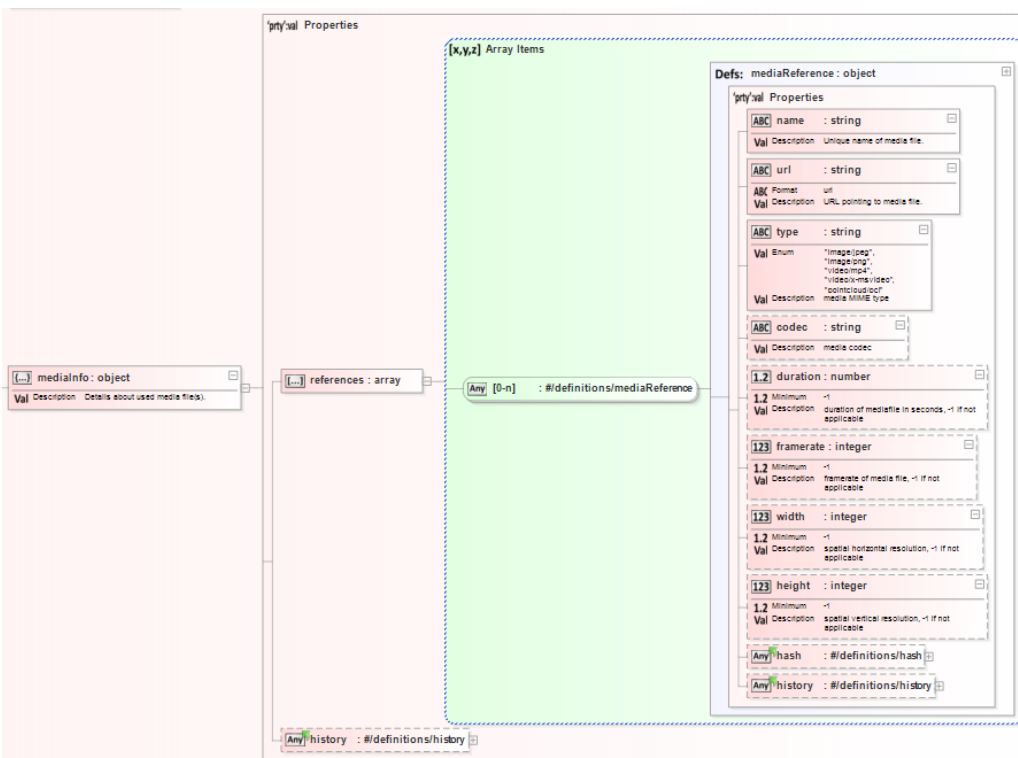 'prty':val Properties
[x,y,z] Array Items
Defs: mediaReference : object
'prty':val Properties
ABC name : string
Val Description Unique name of media file.
ABC url : string
ABC Format url
Val Description URL pointing to media file.
ABC type : string
Val Enum "image/jpeg",
"image/png",
"video/mp4",
"video/x-msvideo",
"pointcloud/pcl"
Val Description media MIME type
ABC codec : string
Val Description media codec
1.2 duration : number
1.2 Minimum -1
Val Description duration of mediafile in seconds, -1 if not
applicable
123 framerate : integer
1.2 Minimum -1
Val Description framerate of media file, -1 if not
applicable
123 width : integer
1.2 Minimum -1
Val Description spatial horizontal resolution, -1 if not
applicable
123 height : integer
1.2 Minimum -1
Val Description spatial vertical resolution, -1 if not
applicable
Any hash : #/definitions/hash
Any history : #/definitions/history
{...} mediaInfo : object
Val Description Details about used media file(s).
[...] references : array
Any [0-n] : #/definitions/mediaReference
Any history : #/definitions/history